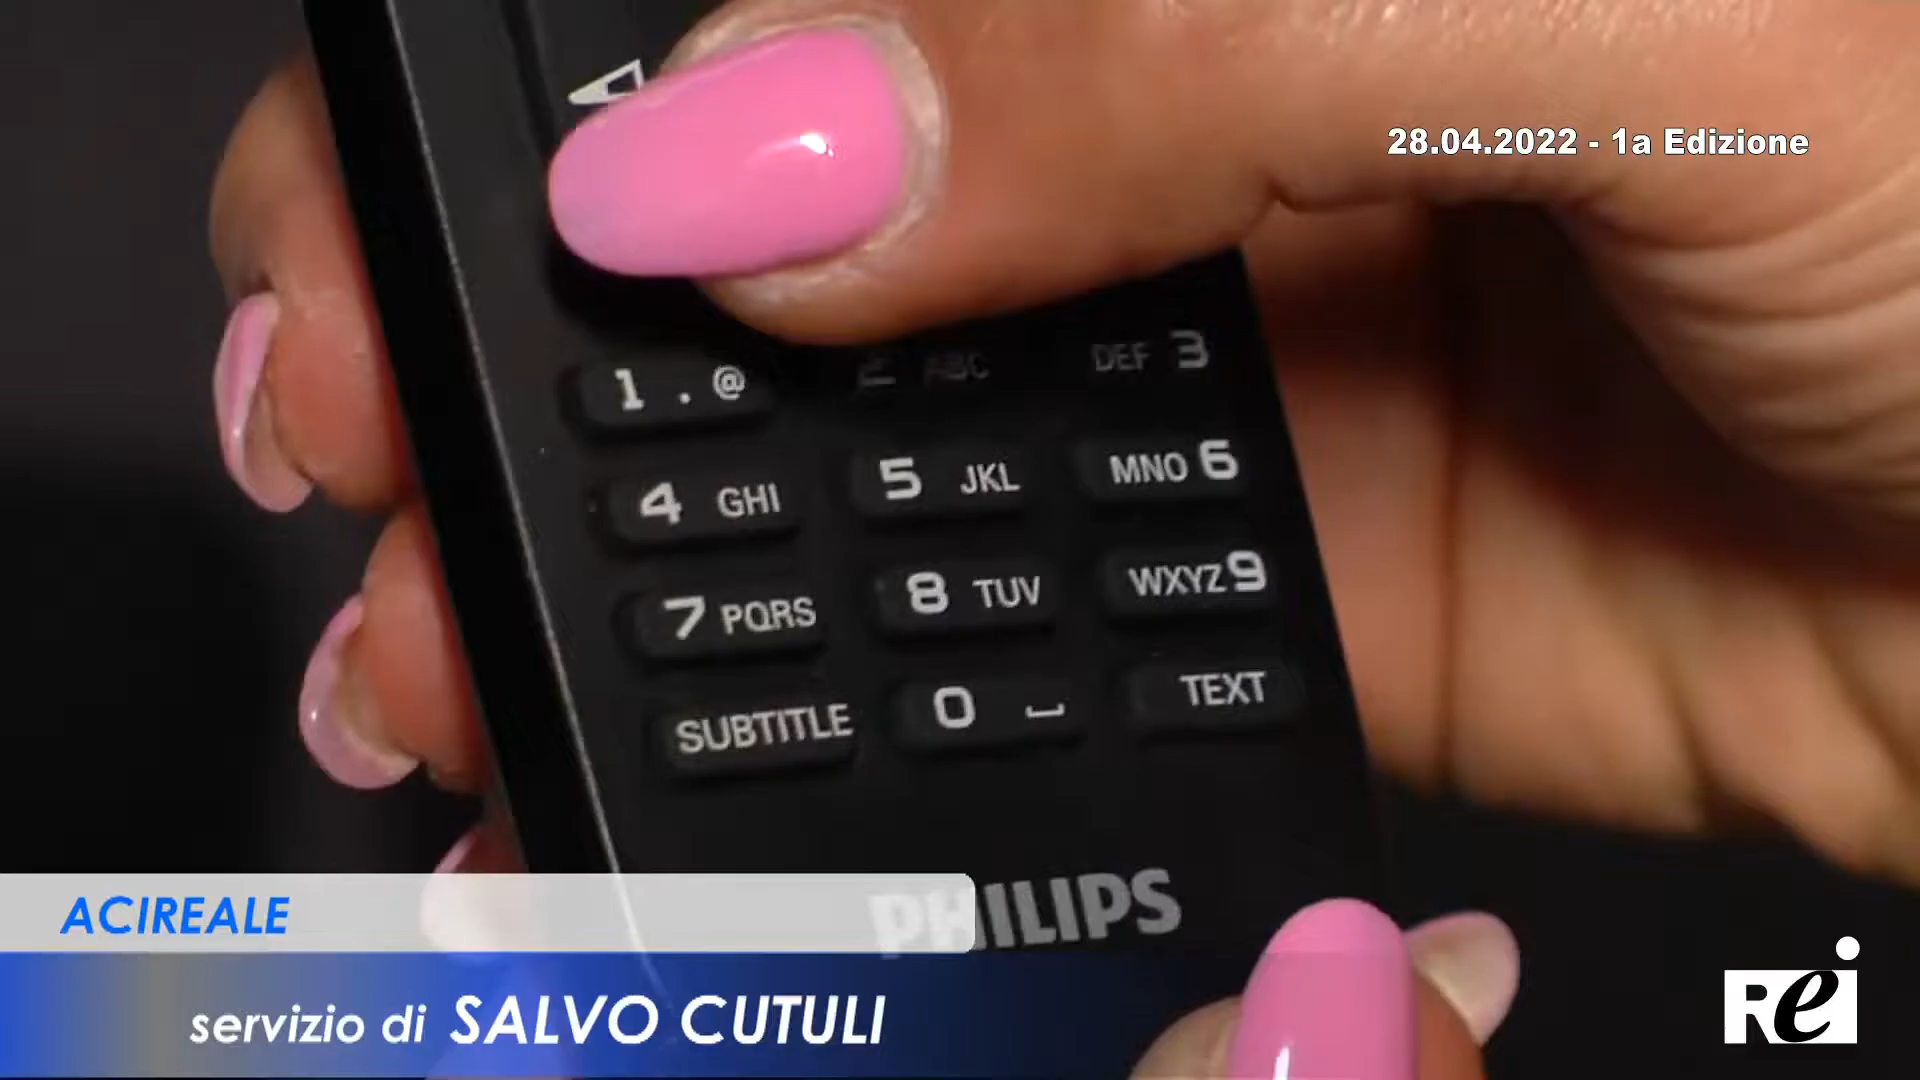 28.04.2022 - 1a Edizione
1 . @
2 ABC
DEF 3
4 GHI
5 JKL
MNO 6
7 PQRS
8 TUV
WXYZ 9
SUBTITLE
0
TEXT
PHILIPS
ACIREALE
servizio di SALVO CUTULI
Rei